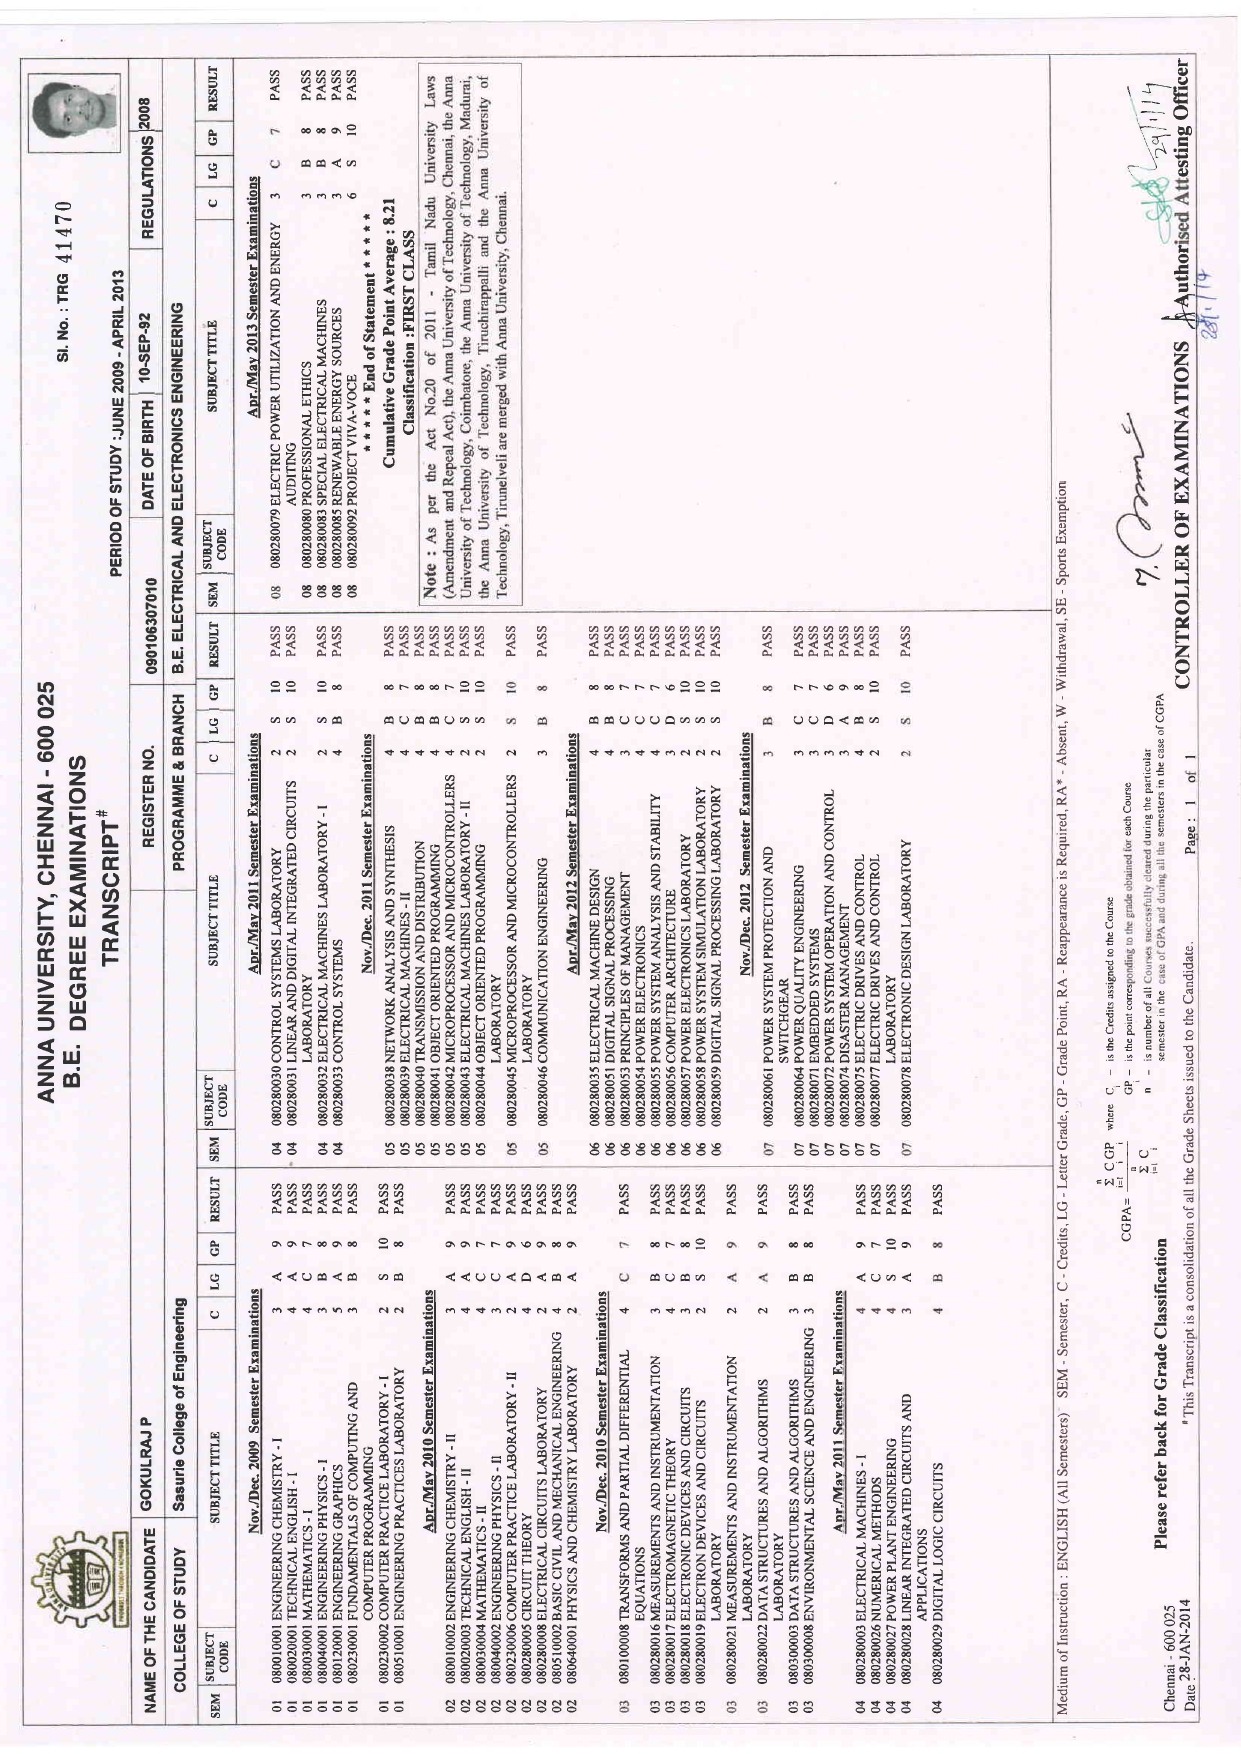 ANNA UNIVERSITY, CHENNAI - 600 025
B.E. DEGREE EXAMINATIONS
TRANSCRIPT#
Sl. No. : TRG 41470
PERIOD OF STUDY :JUNE 2009 - APRIL 2013
NAME OF THE CANDIDATE GOKULRAJ P REGISTER NO. 090106307010 DATE OF BIRTH 10-SEP-92 REGULATIONS 2008
COLLEGE OF STUDY Sasurie College of Engineering PROGRAMME & BRANCH B.E. ELECTRICAL AND ELECTRONICS ENGINEERING
SEM SUBJECT CODE SUBJECT TITLE C LG GP RESULT
Nov./Dec. 2009 Semester Examinations
01 080010001 ENGINEERING CHEMISTRY - I 3 A 9 PASS
01 080020001 TECHNICAL ENGLISH - I 4 A 9 PASS
01 080030001 MATHEMATICS - I 4 C 7 PASS
01 080040001 ENGINEERING PHYSICS - I 3 B 8 PASS
01 080120001 ENGINEERING GRAPHICS 5 A 9 PASS
01 080230001 FUNDAMENTALS OF COMPUTING AND 3 B 8 PASS
COMPUTER PROGRAMMING
01 080230002 COMPUTER PRACTICE LABORATORY - I 2 S 10 PASS
01 080510001 ENGINEERING PRACTICES LABORATORY 2 B 8 PASS
Apr./May 2010 Semester Examinations
02 080010002 ENGINEERING CHEMISTRY - II 3 A 9 PASS
02 080020003 TECHNICAL ENGLISH - II 4 A 9 PASS
02 080030004 MATHEMATICS - II 4 C 7 PASS
02 080040002 ENGINEERING PHYSICS - II 3 C 7 PASS
02 080230006 COMPUTER PRACTICE LABORATORY - II 2 A 9 PASS
02 080280005 CIRCUIT THEORY 4 D 6 PASS
02 080280008 ELECTRICAL CIRCUITS LABORATORY 2 A 9 PASS
02 080510002 BASIC CIVIL AND MECHANICAL ENGINEERING 4 B 8 PASS
02 080640001 PHYSICS AND CHEMISTRY LABORATORY 2 A 9 PASS
Nov./Dec. 2010 Semester Examinations
03 080100008 TRANSFORMS AND PARTIAL DIFFERENTIAL 4 C 7 PASS
EQUATIONS
03 080280016 MEASUREMENTS AND INSTRUMENTATION 3 B 8 PASS
03 080280017 ELECTROMAGNETIC THEORY 4 C 7 PASS
03 080280018 ELECTRONIC DEVICES AND CIRCUITS 3 B 8 PASS
03 080280019 ELECTRON DEVICES AND CIRCUITS 2 S 10 PASS
LABORATORY
03 080280021 MEASUREMENTS AND INSTRUMENTATION 2 A 9 PASS
LABORATORY
03 080280022 DATA STRUCTURES AND ALGORITHMS 2 A 9 PASS
LABORATORY
03 080300003 DATA STRUCTURES AND ALGORITHMS 3 B 8 PASS
03 080300008 ENVIRONMENTAL SCIENCE AND ENGINEERING 3 B 8 PASS
Apr./May 2011 Semester Examinations
04 080280003 ELECTRICAL MACHINES - I 4 A 9 PASS
04 080280026 NUMERICAL METHODS 4 C 7 PASS
04 080280027 POWER PLANT ENGINEERING 4 S 10 PASS
04 080280028 LINEAR INTEGRATED CIRCUITS AND 3 A 9 PASS
APPLICATIONS
04 080280029 DIGITAL LOGIC CIRCUITS 4 B 8 PASS
SEM SUBJECT CODE SUBJECT TITLE C LG GP RESULT
Apr./May 2011 Semester Examinations
04 080280030 CONTROL SYSTEMS LABORATORY 2 S 10 PASS
04 080280031 LINEAR AND DIGITAL INTEGRATED CIRCUITS 2 S 10 PASS
LABORATORY
04 080280032 ELECTRICAL MACHINES LABORATORY - I 2 S 10 PASS
04 080280033 CONTROL SYSTEMS 4 B 8 PASS
Nov./Dec. 2011 Semester Examinations
05 080280038 NETWORK ANALYSIS AND SYNTHESIS 4 B 8 PASS
05 080280039 ELECTRICAL MACHINES - II 4 C 7 PASS
05 080280040 TRANSMISSION AND DISTRIBUTION 4 B 8 PASS
05 080280041 OBJECT ORIENTED PROGRAMMING 4 B 8 PASS
05 080280042 MICROPROCESSOR AND MICROCONTROLLERS 4 C 7 PASS
05 080280043 ELECTRICAL MACHINES LABORATORY - II 2 S 10 PASS
05 080280044 OBJECT ORIENTED PROGRAMMING 2 S 10 PASS
LABORATORY
05 080280045 MICROPROCESSOR AND MICROCONTROLLERS 2 S 10 PASS
LABORATORY
05 080280046 COMMUNICATION ENGINEERING 3 B 8 PASS
Apr./May 2012 Semester Examinations
06 080280035 ELECTRICAL MACHINE DESIGN 4 B 8 PASS
06 080280051 DIGITAL SIGNAL PROCESSING 4 B 8 PASS
06 080280053 PRINCIPLES OF MANAGEMENT 3 C 7 PASS
06 080280054 POWER ELECTRONICS 4 C 7 PASS
06 080280055 POWER SYSTEM ANALYSIS AND STABILITY 4 C 7 PASS
06 080280056 COMPUTER ARCHITECTURE 3 D 6 PASS
06 080280057 POWER ELECTRONICS LABORATORY 2 S 10 PASS
06 080280058 POWER SYSTEM SIMULATION LABORATORY 2 S 10 PASS
06 080280059 DIGITAL SIGNAL PROCESSING LABORATORY 2 S 10 PASS
Nov./Dec. 2012 Semester Examinations
07 080280061 POWER SYSTEM PROTECTION AND 3 B 8 PASS
SWITCHGEAR
07 080280064 POWER QUALITY ENGINEERING 3 C 7 PASS
07 080280071 EMBEDDED SYSTEMS 3 C 7 PASS
07 080280072 POWER SYSTEM OPERATION AND CONTROL 3 D 6 PASS
07 080280074 DISASTER MANAGEMENT 3 A 9 PASS
07 080280075 ELECTRIC DRIVES AND CONTROL 4 B 8 PASS
07 080280077 ELECTRIC DRIVES AND CONTROL 2 S 10 PASS
LABORATORY
07 080280078 ELECTRONIC DESIGN LABORATORY 2 S 10 PASS
SEM SUBJECT CODE SUBJECT TITLE C LG GP RESULT
Apr./May 2013 Semester Examinations
08 080280079 ELECTRIC POWER UTILIZATION AND ENERGY 3 C 7 PASS
AUDITING
08 080280080 PROFESSIONAL ETHICS 3 B 8 PASS
08 080280083 SPECIAL ELECTRICAL MACHINES 3 B 8 PASS
08 080280085 RENEWABLE ENERGY SOURCES 3 A 9 PASS
08 080280092 PROJECT VIVA-VOCE 6 S 10 PASS
* * * * * End of Statement * * * * *
Cumulative Grade Point Average : 8.21
Classification :FIRST CLASS
Note : As per the Act No.20 of 2011 - Tamil Nadu University Laws
(Amendment and Repeal Act), the Anna University of Technology, Chennai, the Anna
University of Technology, Coimbatore, the Anna University of Technology, Madurai,
the Anna University of Technology, Tiruchirappalli and the Anna University of
Technology, Tirunelveli are merged with Anna University, Chennai.
Medium of Instruction : ENGLISH (All Semesters) SEM - Semester, C - Credits, LG - Letter Grade, GP - Grade Point, RA - Reappearance is Required, RA* - Absent, W - Withdrawal, SE - Sports Exemption
CGPA= n Σ i=1 C i GP i / n Σ i=1 C i
where C i – is the Credits assigned to the Course
GP i – is the point corresponding to the grade obtained for each Course
n – is number of all Courses successfully cleared during the particular
semester in the case of GPA and during all the semesters in the case of CGPA
Please refer back for Grade Classification
Chennai - 600 025
Date :28-JAN-2014
#This Transcript is a consolidation of all the Grade Sheets issued to the Candidate.
Page : 1 of 1
CONTROLLER OF EXAMINATIONS
29/1/14
Authorised Attesting Officer